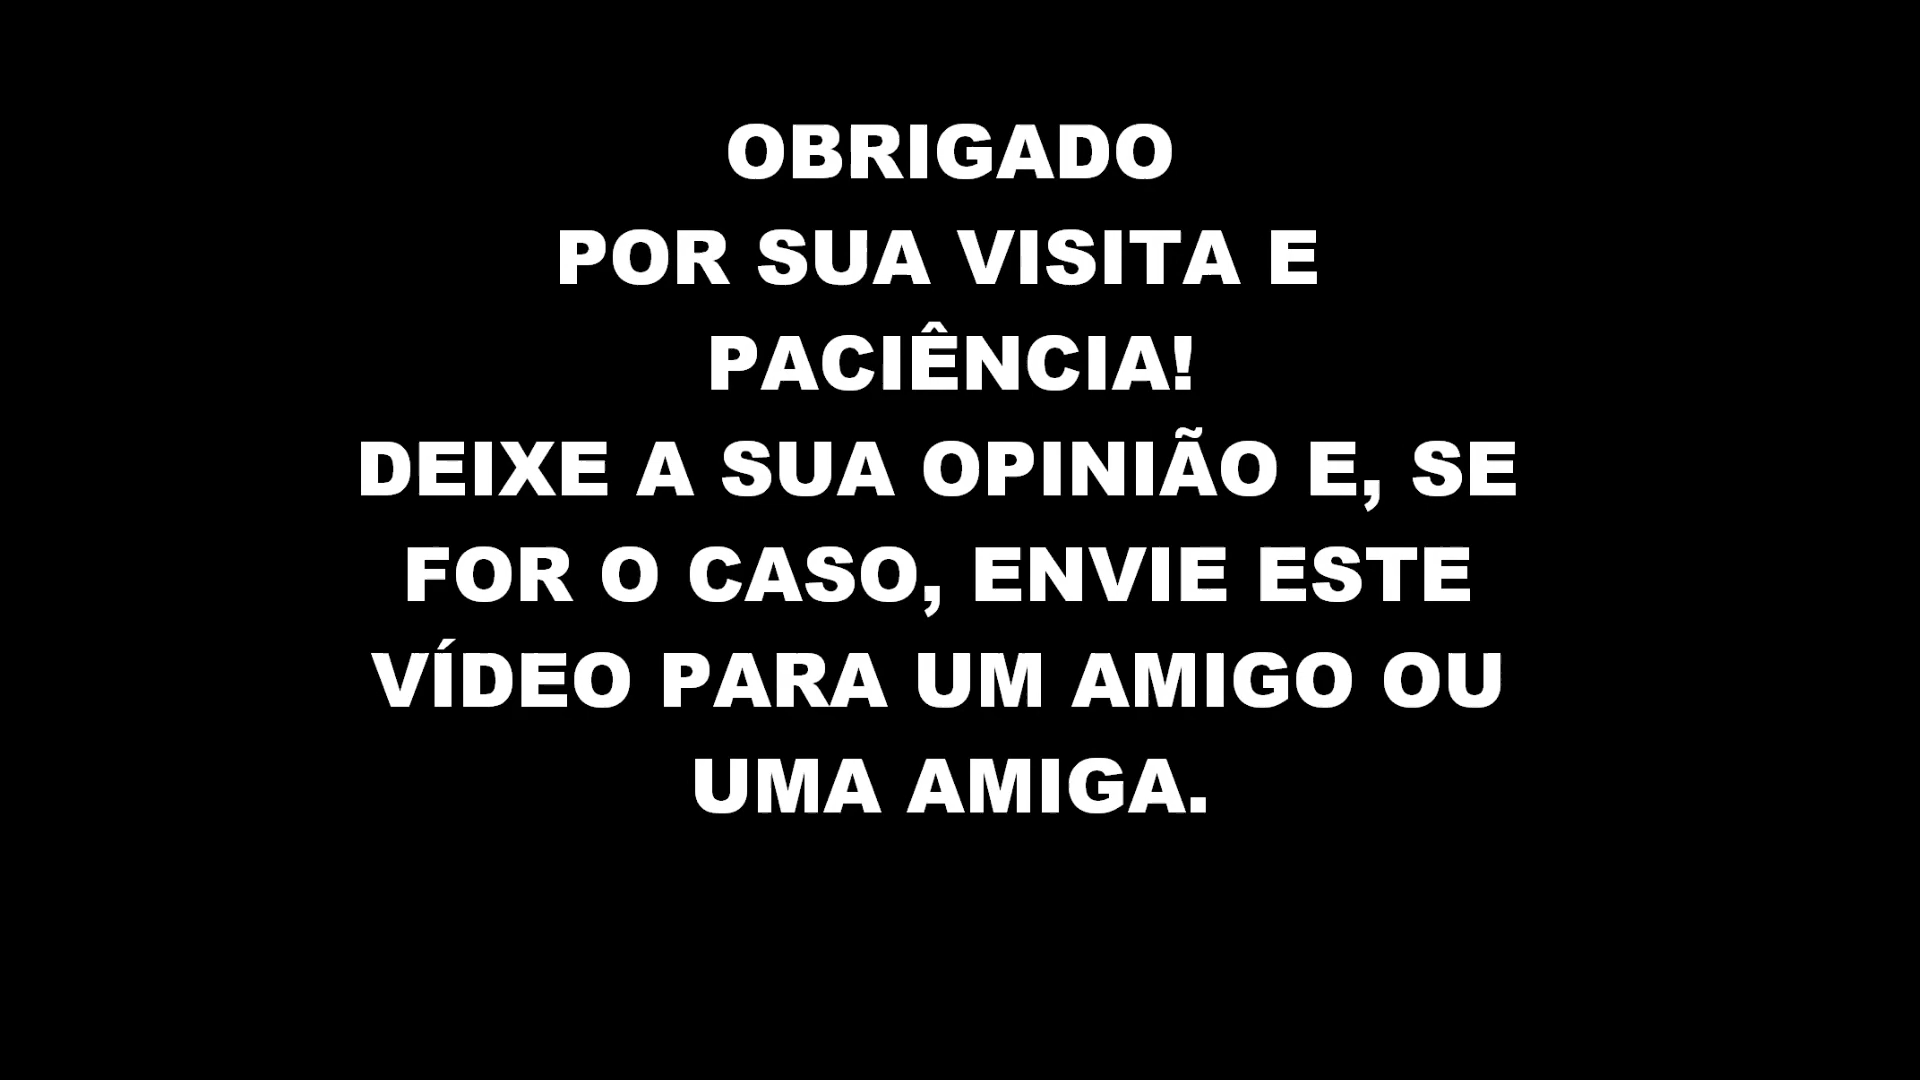 OBRIGADO
POR SUA VISITA E
PACIÊNCIA!
DEIXE A SUA OPINIÃO E, SE
FOR O CASO, ENVIE ESTE
VÍDEO PARA UM AMIGO OU
UMA AMIGA.